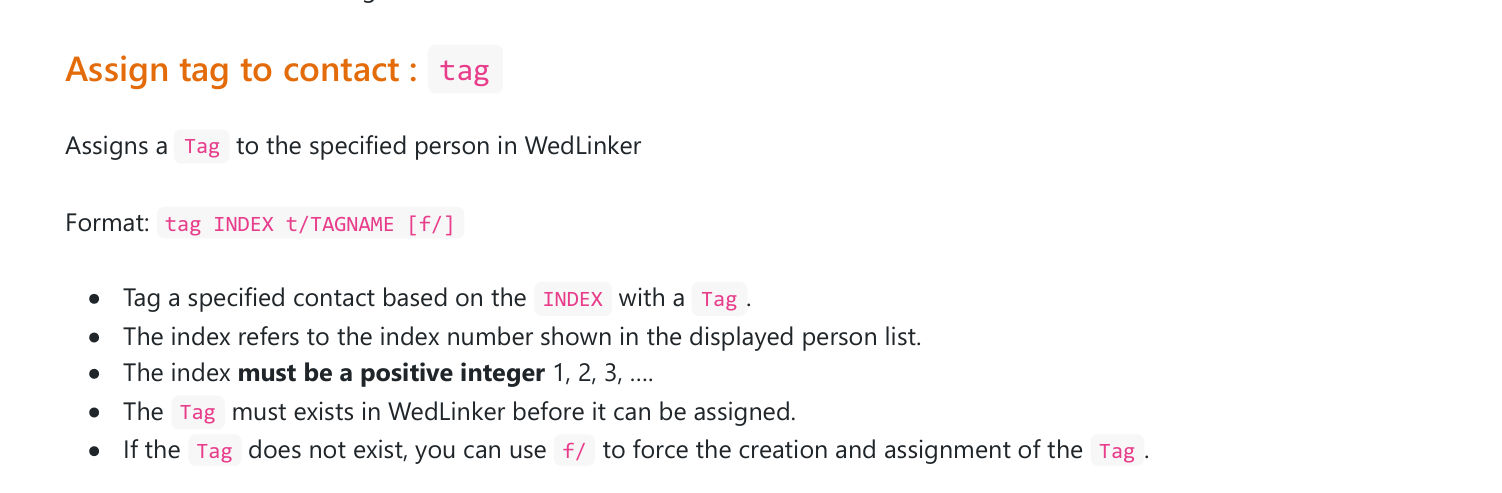 Assign tag to contact : tag
Assigns a Tag to the specified person in WedLinker
Format: tag INDEX t/TAGNAME [f/]
● Tag a specified contact based on the INDEX with a Tag.
● The index refers to the index number shown in the displayed person list.
● The index must be a positive integer 1, 2, 3, ....
● The Tag must exists in WedLinker before it can be assigned.
● If the Tag does not exist, you can use f/ to force the creation and assignment of the Tag.